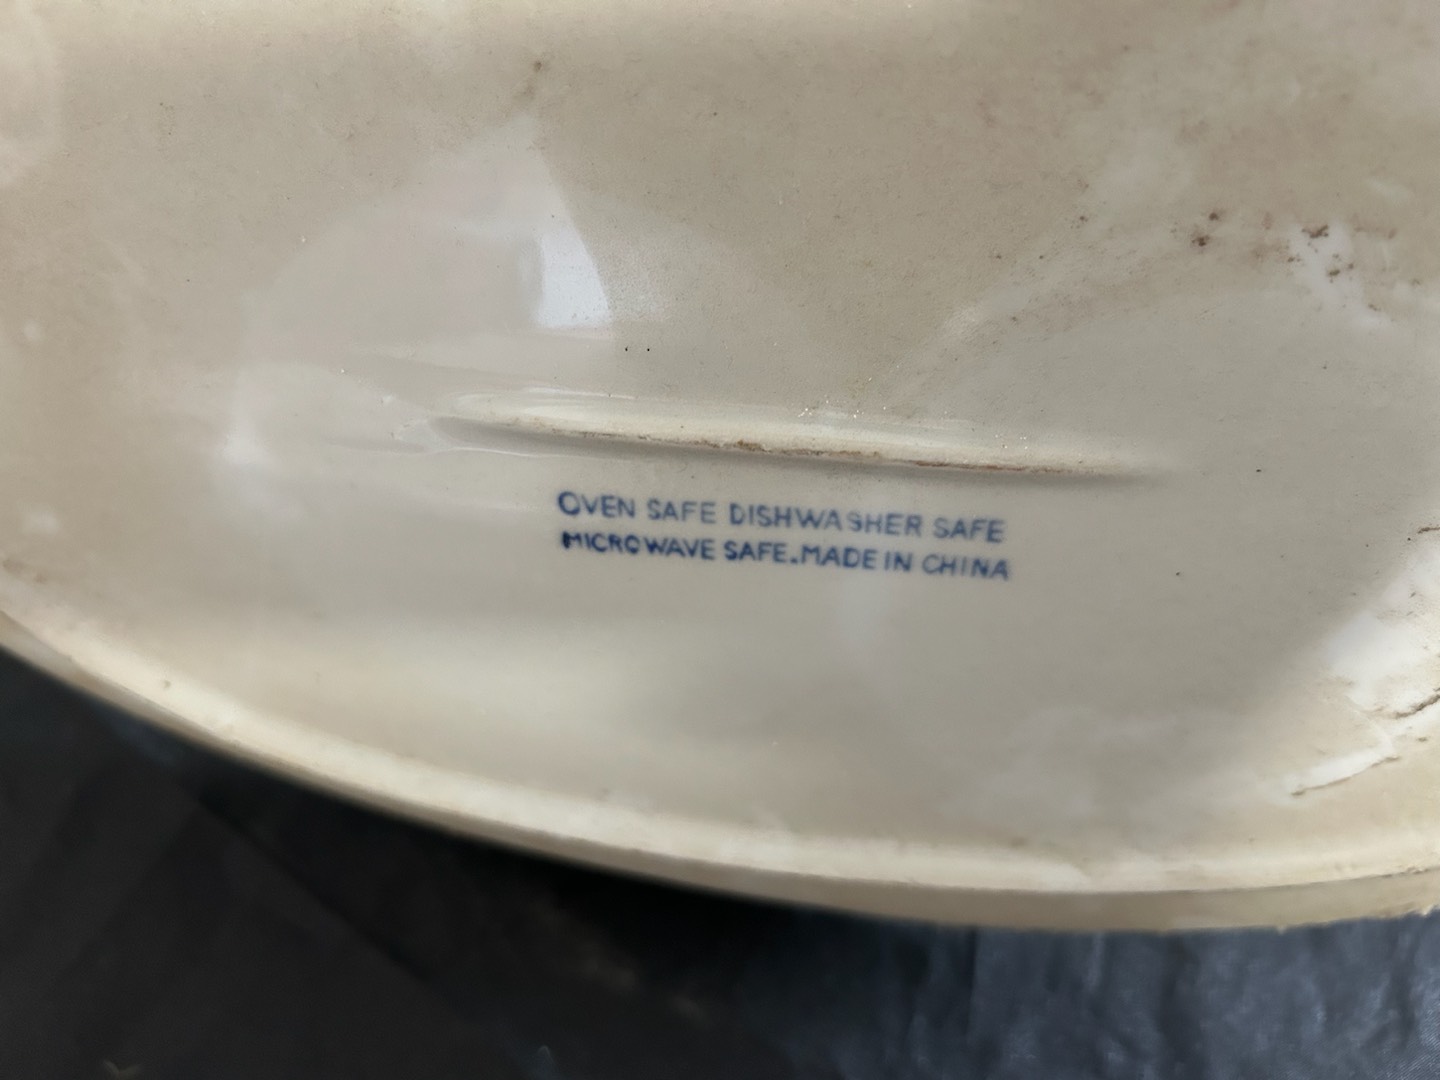 OVEN SAFE DISHWASHER SAFE
MICROWAVE SAFE.MADE IN CHINA